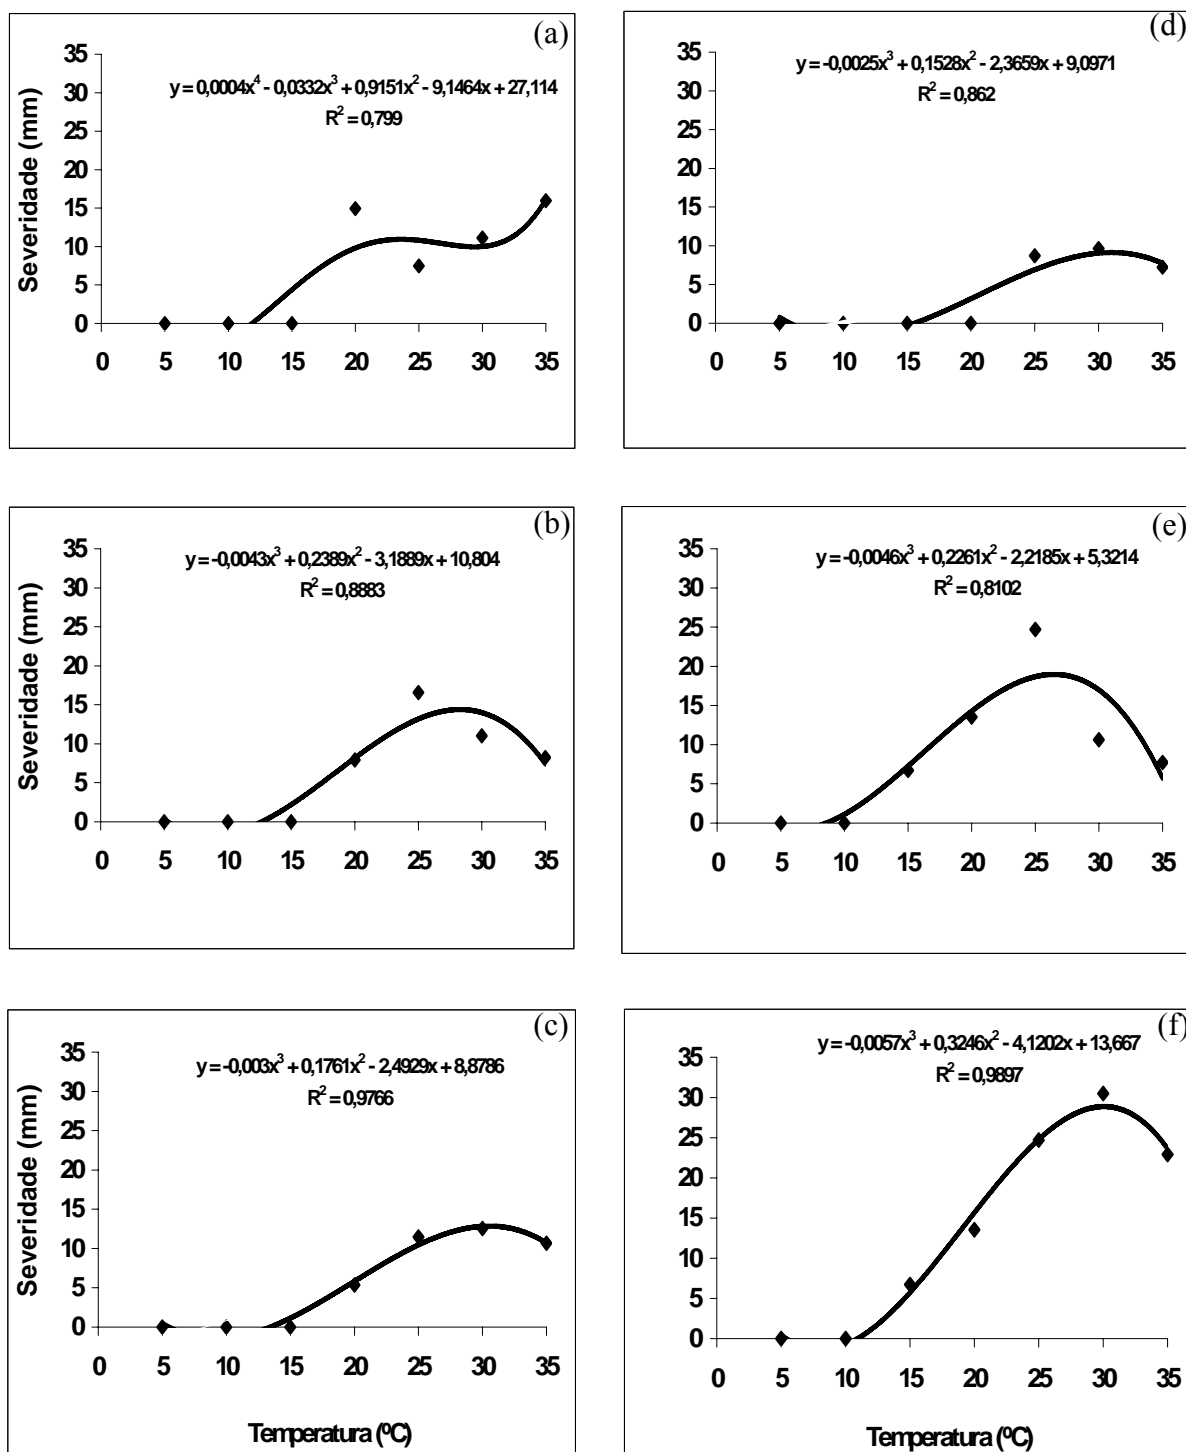 (a)
y = 0,0004x⁴ - 0,0332x³ + 0,9151x² - 9,1464x + 27,114
R² = 0,799
Severidade (mm)
35
30
25
20
15
10
5
0
0 5 10 15 20 25 30 35
(d)
y = -0,0025x³ + 0,1528x² - 2,3659x + 9,0971
R² = 0,862
35
30
25
20
15
10
5
0
0 5 10 15 20 25 30 35
(b)
y = -0,0043x³ + 0,2389x² - 3,1889x + 10,804
R² = 0,8883
Severidade (mm)
35
30
25
20
15
10
5
0
0 5 10 15 20 25 30 35
(e)
y = -0,0046x³ + 0,2261x² - 2,2185x + 5,3214
R² = 0,8102
35
30
25
20
15
10
5
0
0 5 10 15 20 25 30 35
(c)
y = -0,003x³ + 0,1761x² - 2,4929x + 8,8786
R² = 0,9766
Severidade (mm)
35
30
25
20
15
10
5
0
0 5 10 15 20 25 30 35
Temperatura (ºC)
(f)
y = -0,0057x³ + 0,3246x² - 4,1202x + 13,667
R² = 0,9897
35
30
25
20
15
10
5
0
0 5 10 15 20 25 30 35
Temperatura (ºC)